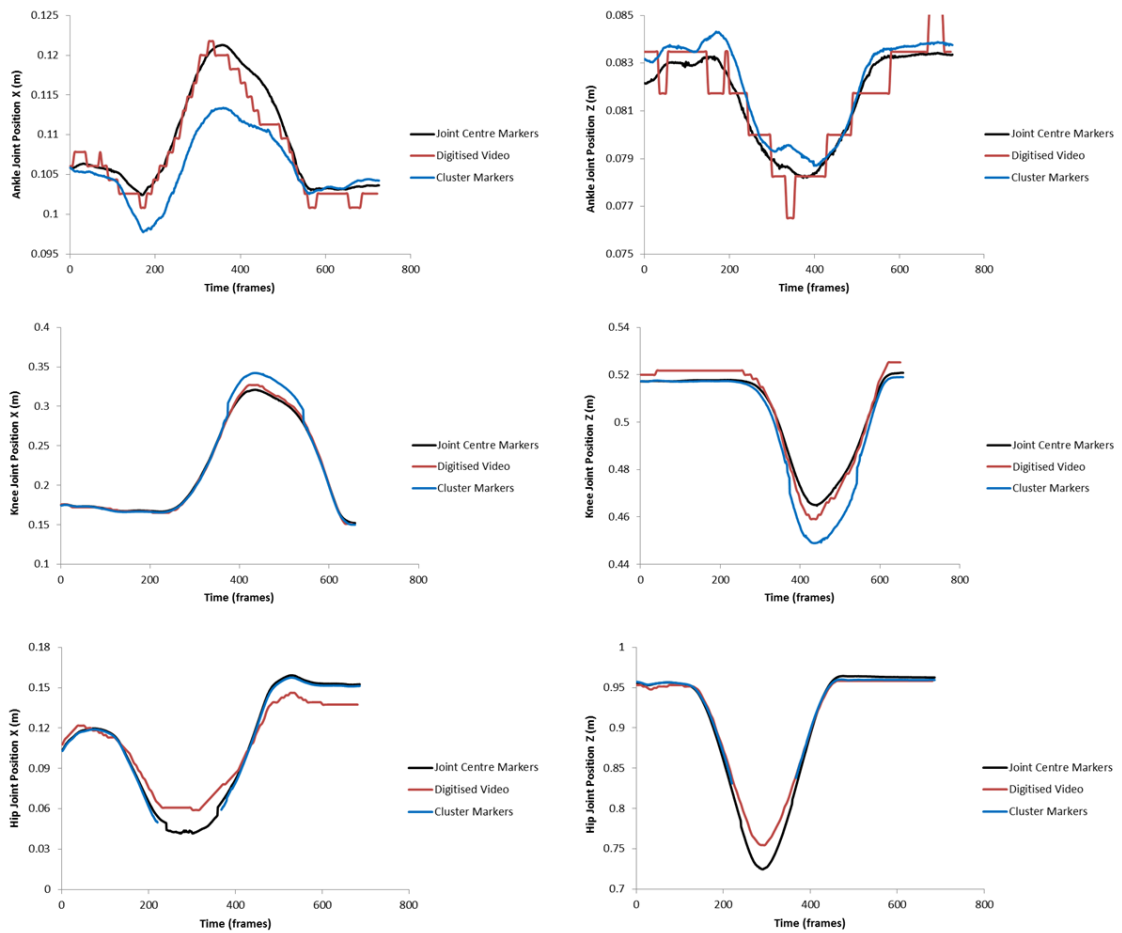 0.125
0.12
0.115
0.11
0.105
0.1
0.095
0 200 400 600 800
Ankle Joint Position X (m)
Time (frames)
Joint Centre Markers
Digitised Video
Cluster Markers
0.085
0.083
0.081
0.079
0.077
0.075
0 200 400 600 800
Ankle Joint Position Z (m)
Time (frames)
Joint Centre Markers
Digitised Video
Cluster Markers
0.4
0.35
0.3
0.25
0.2
0.15
0.1
0 200 400 600 800
Knee Joint Position X (m)
Time (frames)
Joint Centre Markers
Digitised Video
Cluster Markers
0.54
0.52
0.5
0.48
0.46
0.44
0 200 400 600 800
Knee Joint Position Z (m)
Time (frames)
Joint Centre Markers
Digitised Video
Cluster Markers
0.18
0.15
0.12
0.09
0.06
0.03
0
0 200 400 600 800
Hip Joint Position X (m)
Time (frames)
Joint Centre Markers
Digitised Video
Cluster Markers
1
0.95
0.9
0.85
0.8
0.75
0.7
0 200 400 600 800
Hip Joint Position Z (m)
Time (frames)
Joint Centre Markers
Digitised Video
Cluster Markers